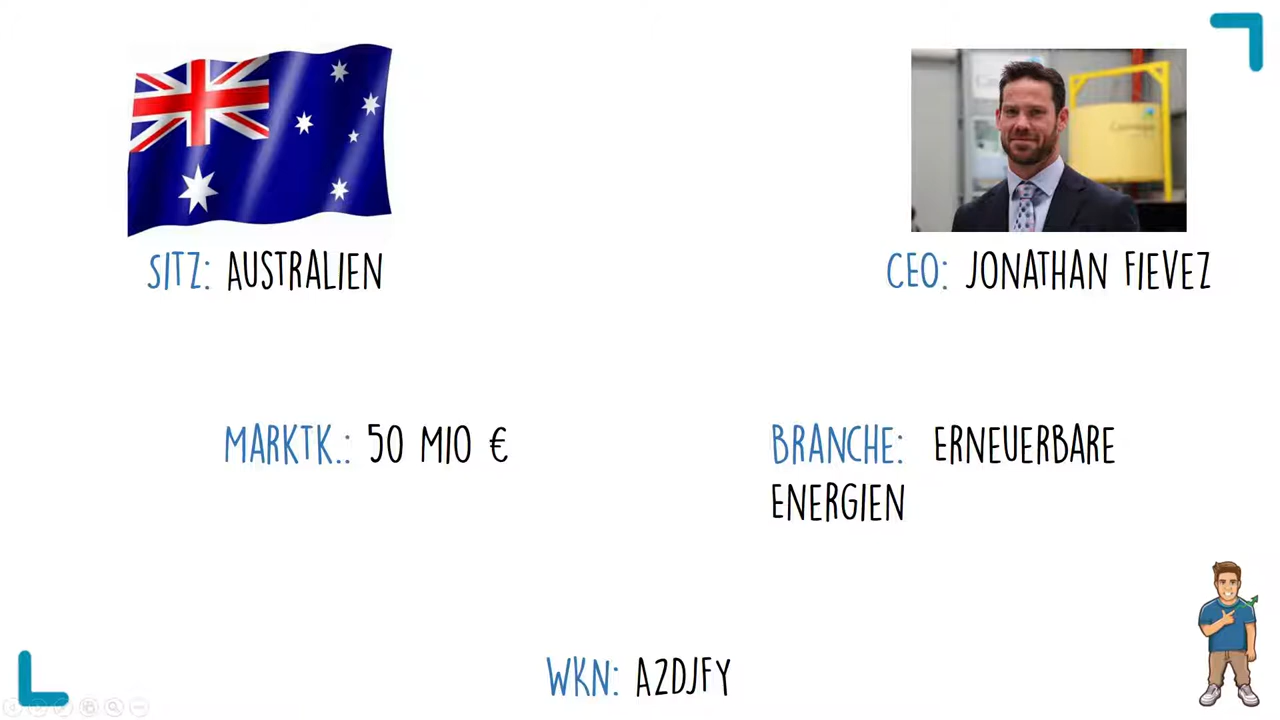 SITZ: AUSTRALIEN
CEO: JONATHAN FIEVEZ
MARKTK.: 50 MIO €
BRANCHE: ERNEUERBARE
ENERGIEN
WKN: A2DJFY